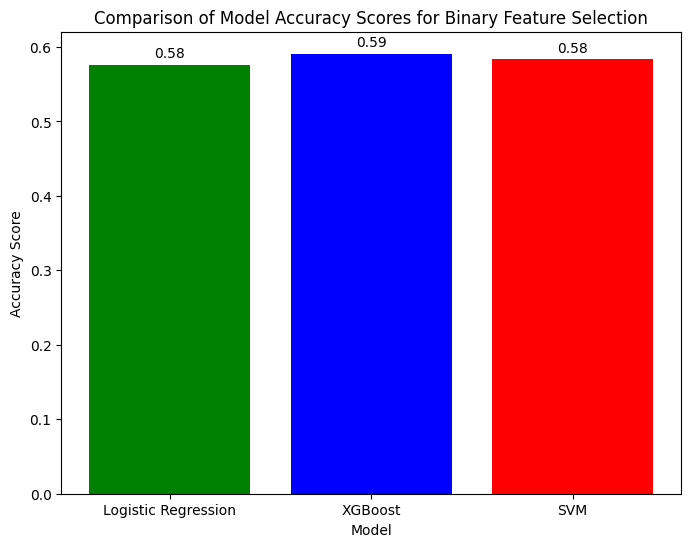 Comparison of Model Accuracy Scores for Binary Feature Selection
0.58
0.59
0.58
0.6
0.5
0.4
0.3
0.2
0.1
0.0
Accuracy Score
Logistic Regression
XGBoost
SVM
Model